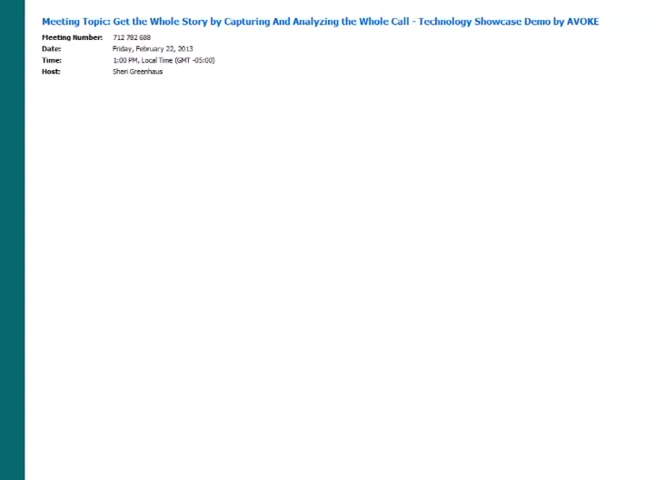 Meeting Topic: Get the Whole Story by Capturing And Analyzing the Whole Call - Technology Showcase Demo by AVOKE
Meeting Number: 712 782 688
Date: Friday, February 22, 2013
Time: 1:00 PM, Local Time (GMT -05:00)
Host: Sheri Greenhaus